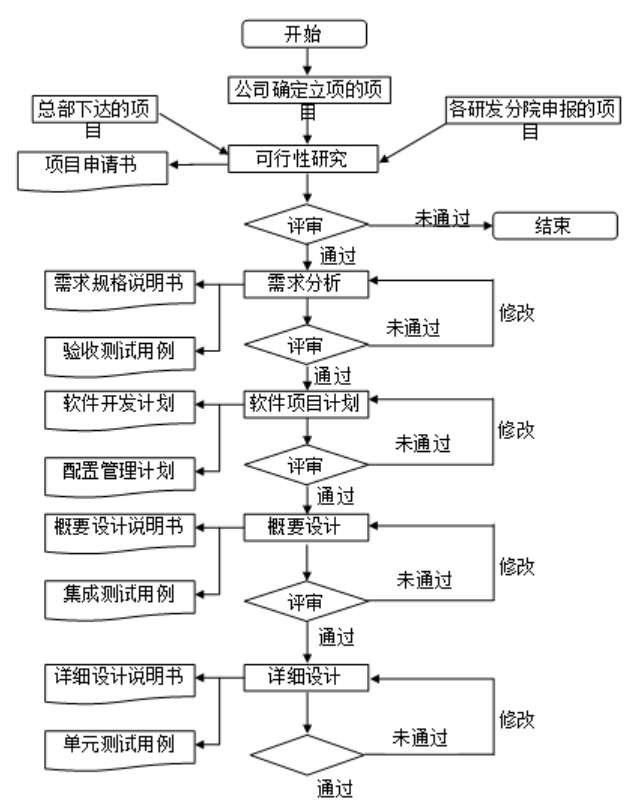 开始
公司确定立项的项
目
总部下达的项
目
各研发分院申报的项
目
可行性研究
项目申请书
评审
未通过
结束
通过
需求规格说明书
需求分析
修改
未通过
验收测试用例
评审
通过
软件开发计划
软件项目计划
修改
未通过
配置管理计划
评审
通过
概要设计说明书
概要设计
修改
未通过
集成测试用例
评审
通过
详细设计说明书
详细设计
修改
未通过
单元测试用例
通过